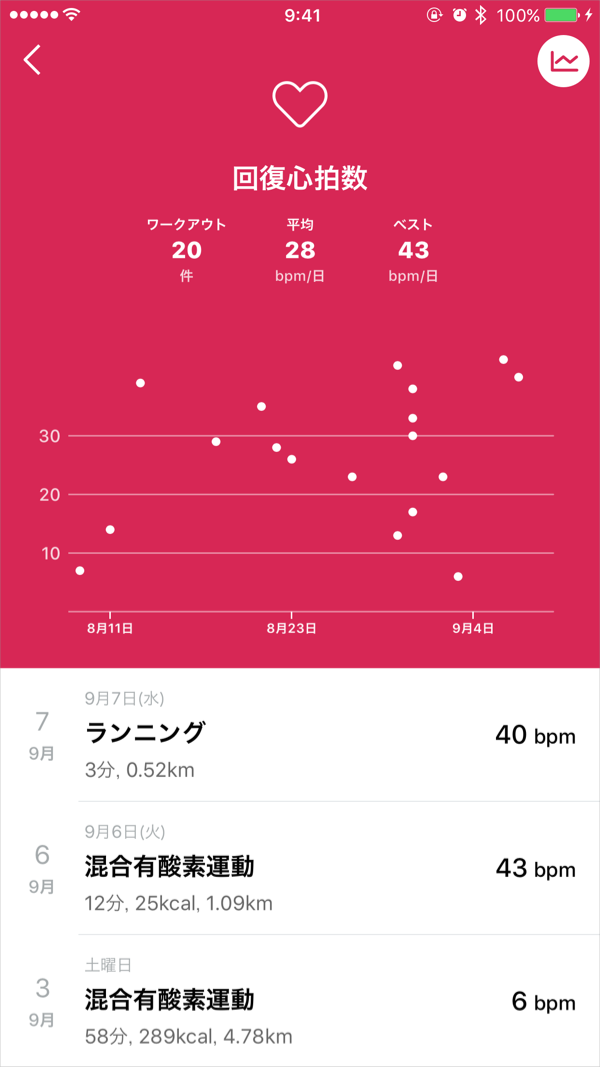 9:41
100%
回復心拍数
ワークアウト 平均 ベスト
20 28 43
件 bpm/日 bpm/日
30
20
10
8月11日 8月23日 9月4日
9月7日(水)
7 ランニング 40 bpm
9月
3分, 0.52km
9月6日(火)
6 混合有酸素運動 43 bpm
9月
12分, 25kcal, 1.09km
土曜日
3 混合有酸素運動 6 bpm
9月
58分, 289kcal, 4.78km